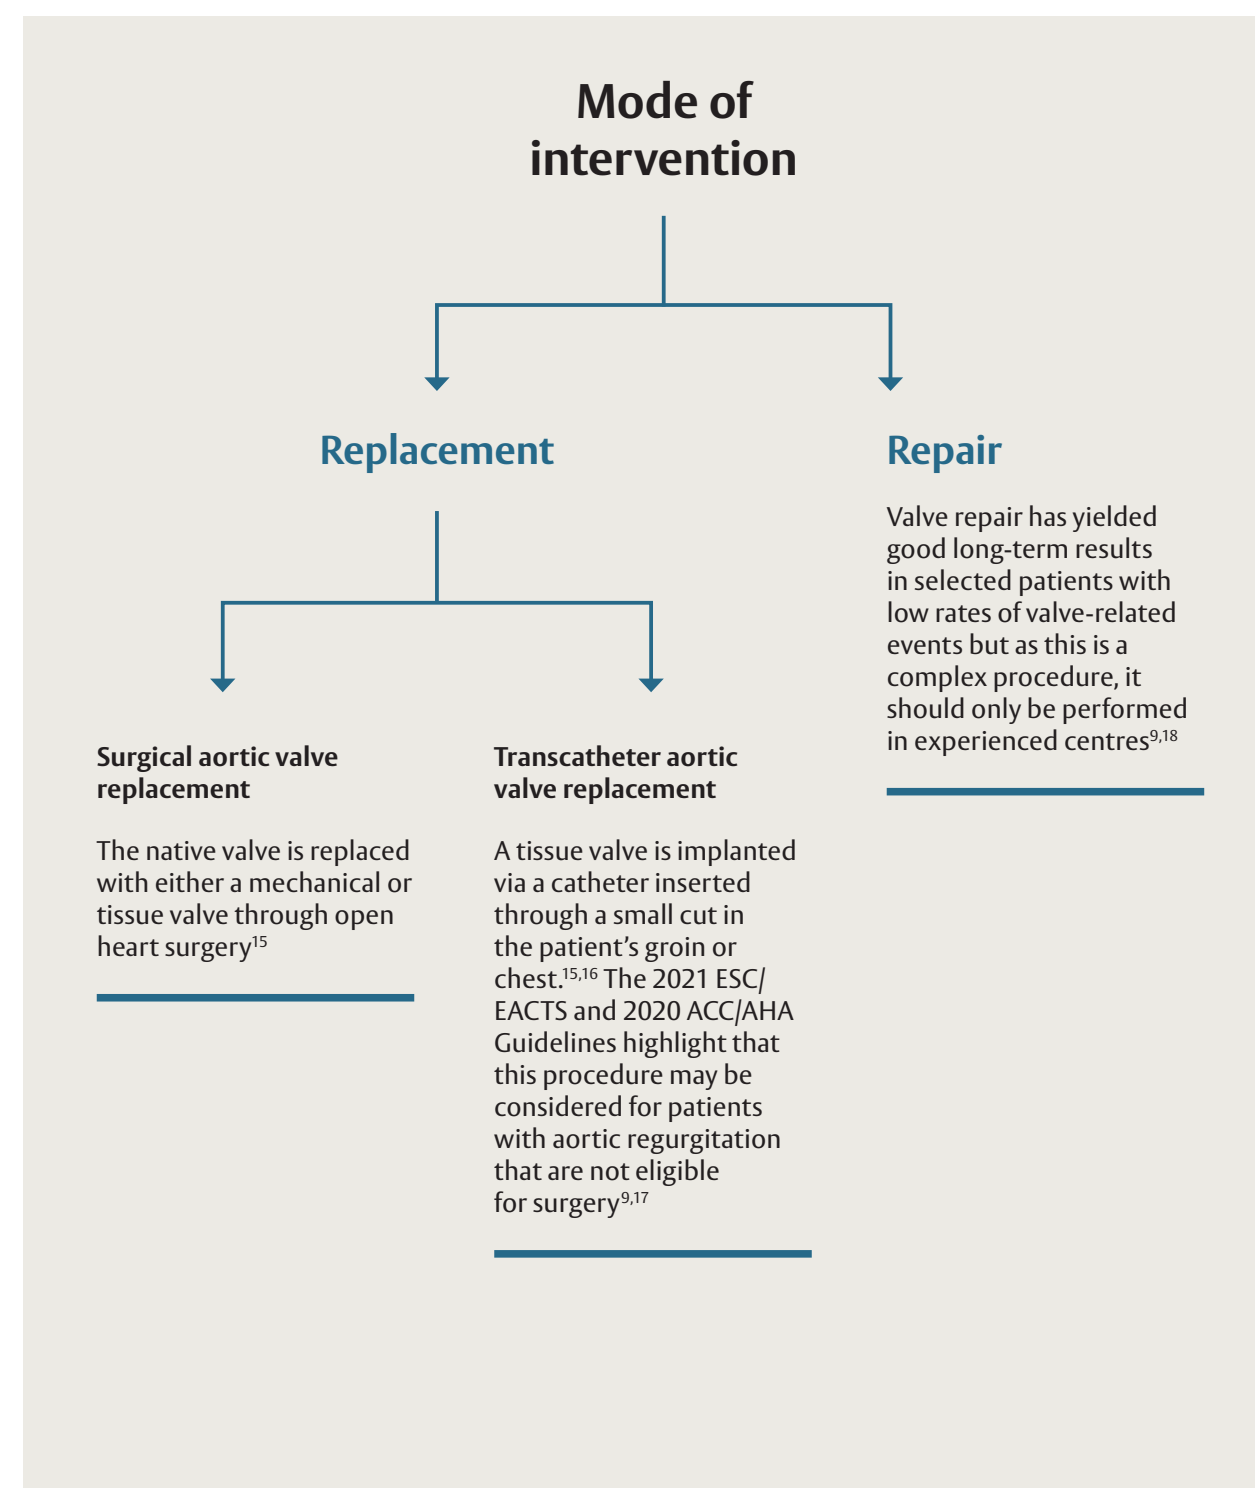 Mode of
intervention
Replacement
Repair
Valve repair has yielded
good long-term results
in selected patients with
low rates of valve-related
events but as this is a
complex procedure, it
should only be performed
in experienced centres9,18
Surgical aortic valve
replacement
The native valve is replaced
with either a mechanical or
tissue valve through open
heart surgery15
Transcatheter aortic
valve replacement
A tissue valve is implanted
via a catheter inserted
through a small cut in
the patient’s groin or
chest.15,16 The 2021 ESC/
EACTS and 2020 ACC/AHA
Guidelines highlight that
this procedure may be
considered for patients
with aortic regurgitation
that are not eligible
for surgery9,17